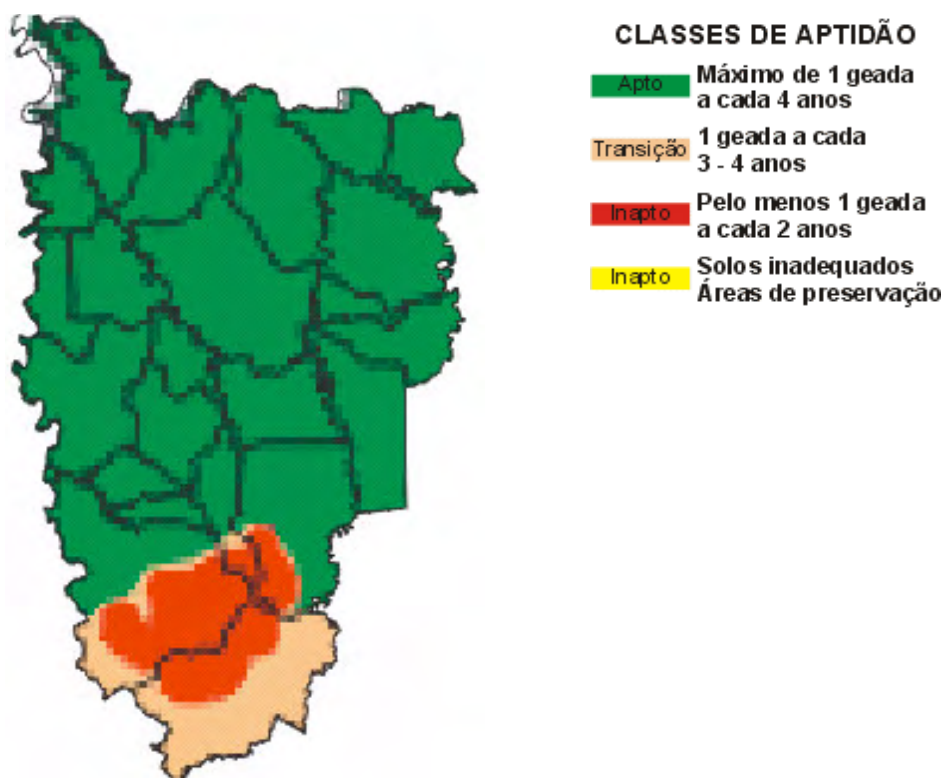 CLASSES DE APTIDÃO
Apto
Máximo de 1 geada
a cada 4 anos
Transição
1 geada a cada
3 - 4 anos
Inapto
Pelo menos 1 geada
a cada 2 anos
Inapto
Solos inadequados
Áreas de preservação